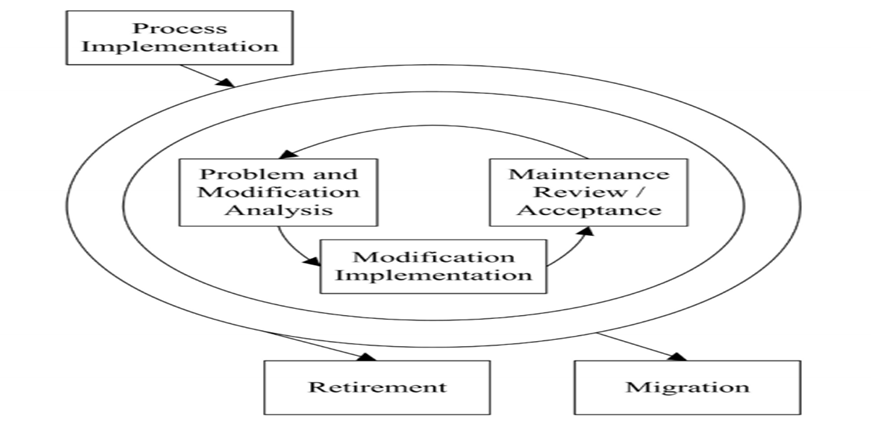 Process
Implementation
Problem and
Modification
Analysis
Maintenance
Review /
Acceptance
Modification
Implementation
Retirement
Migration